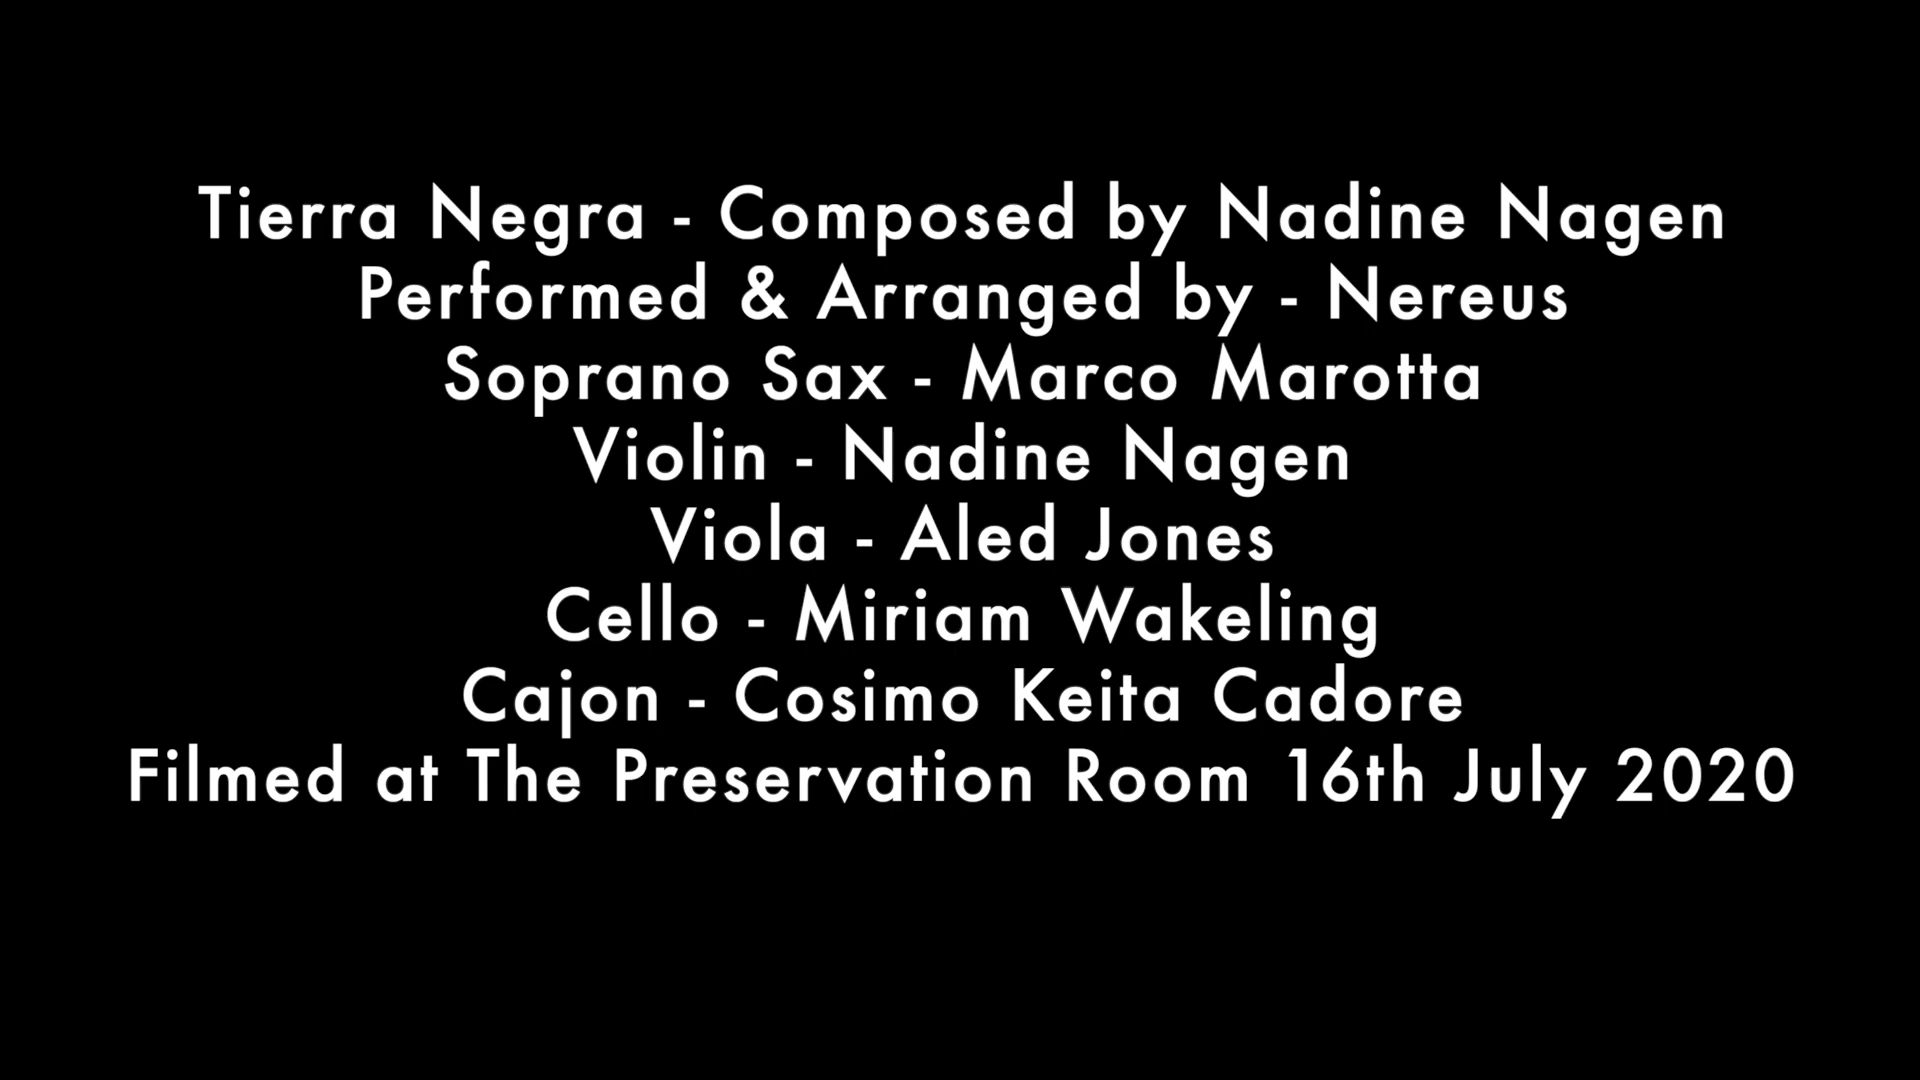 Tierra Negra - Composed by Nadine Nagen
Performed & Arranged by - Nereus
Soprano Sax - Marco Marotta
Violin - Nadine Nagen
Viola - Aled Jones
Cello - Miriam Wakeling
Cajon - Cosimo Keita Cadore
Filmed at The Preservation Room 16th July 2020